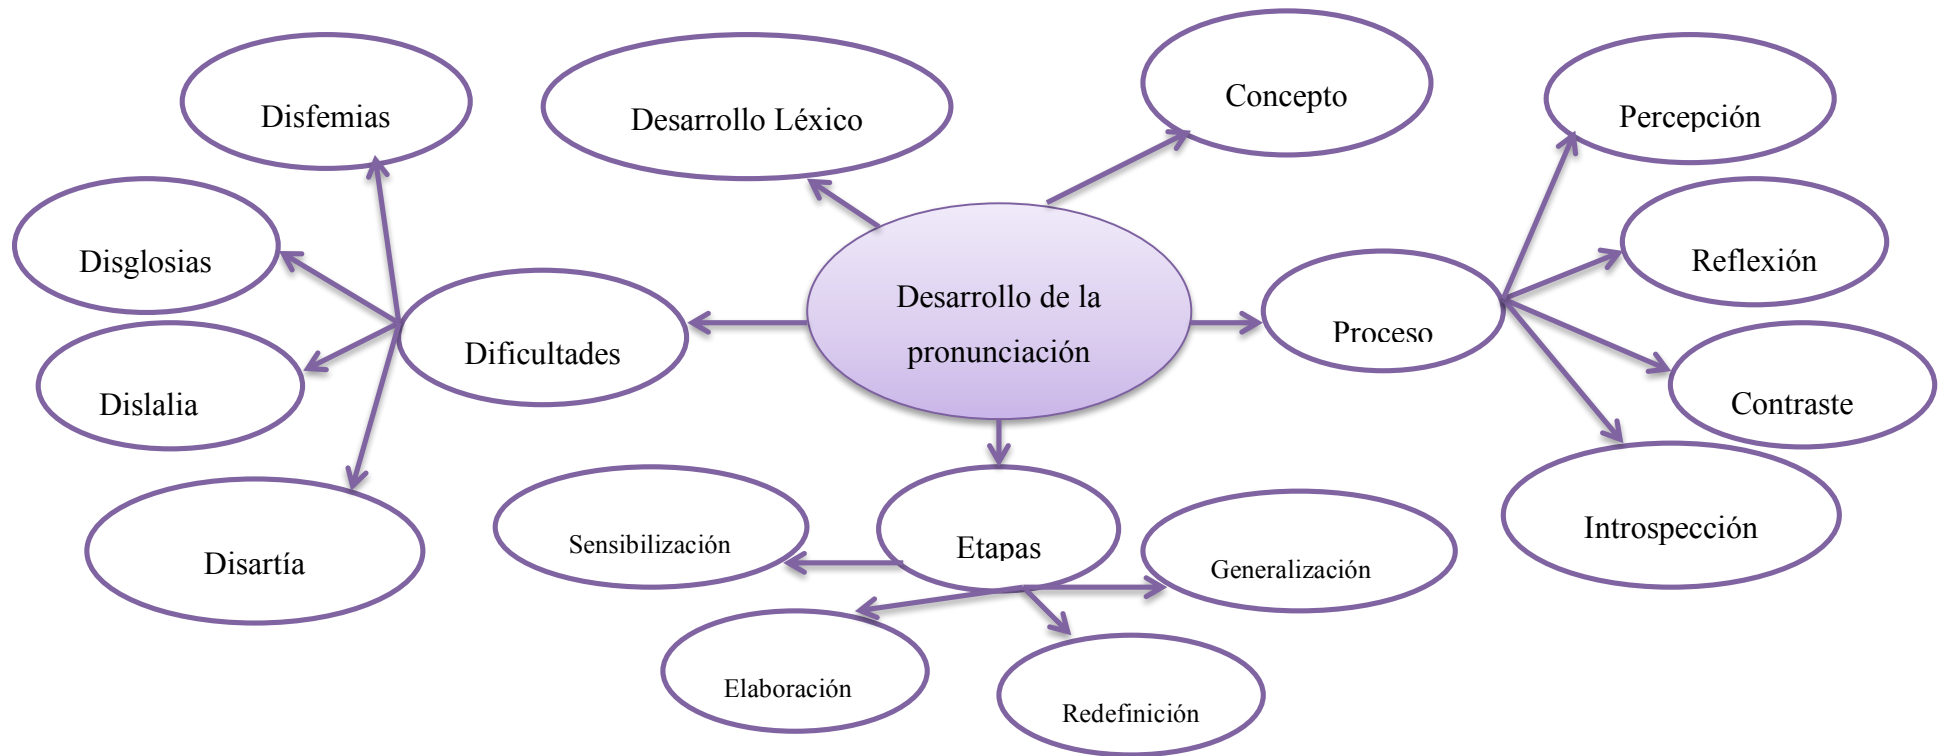 Disfemias
Desarrollo Léxico
Concepto
Percepción
Disglosias
Reflexión
Desarrollo de la
pronunciación
Dificultades
Proceso
Dislalia
Contraste
Disartía
Introspección
Sensibilización
Etapas
Generalización
Elaboración
Redefinición